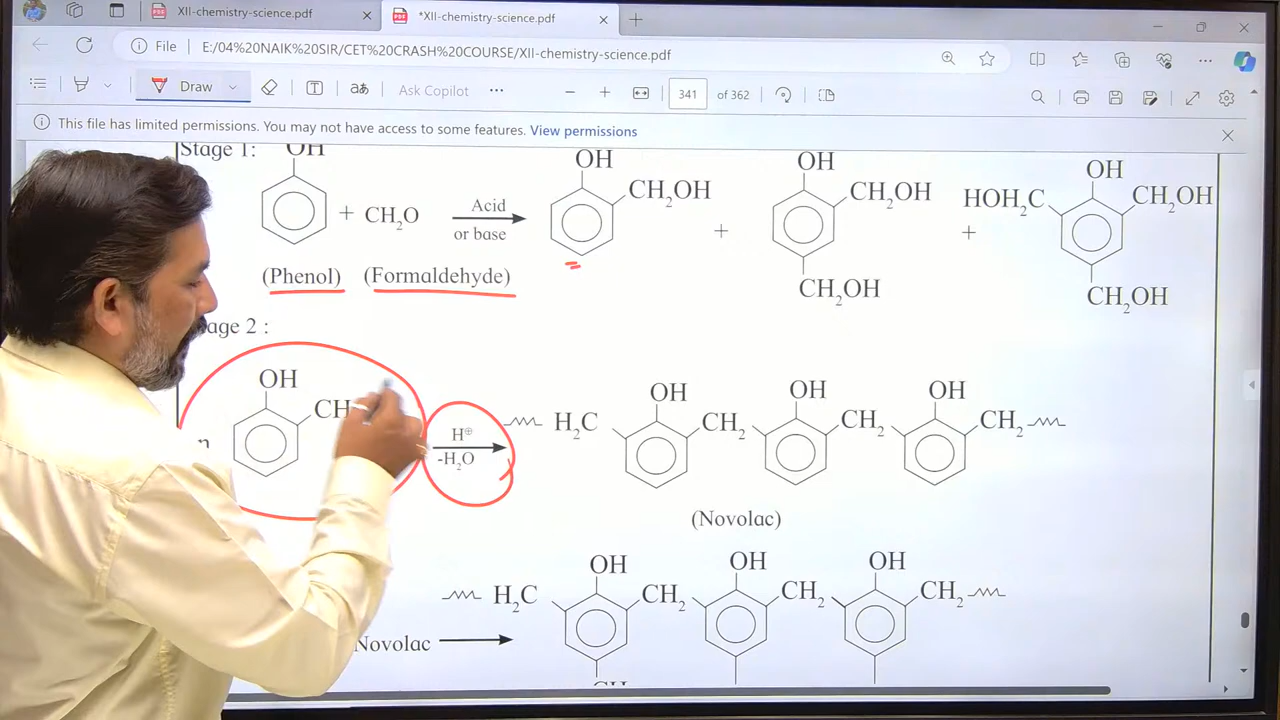 XII-chemistry-science.pdf
*XII-chemistry-science.pdf
File E:/04%20NAIK%20SIR/CET%20CRASH%20COURSE/XII-chemistry-science.pdf
Draw aあ Ask Copilot 341 of 362
This file has limited permissions. You may not have access to some features. View permissions
Stage 1: OH OH OH OH
CH₂OH CH₂OH HOH₂C CH₂OH
+ CH₂O Acid or base + +
(Phenol) (Formaldehyde) CH₂OH CH₂OH
age 2 :
OH OH OH OH
CH H⊕ H₂C CH₂ CH₂ CH₂
n -H₂O
(Novolac)
OH OH OH
H₂C CH₂ CH₂ CH₂
Novolac